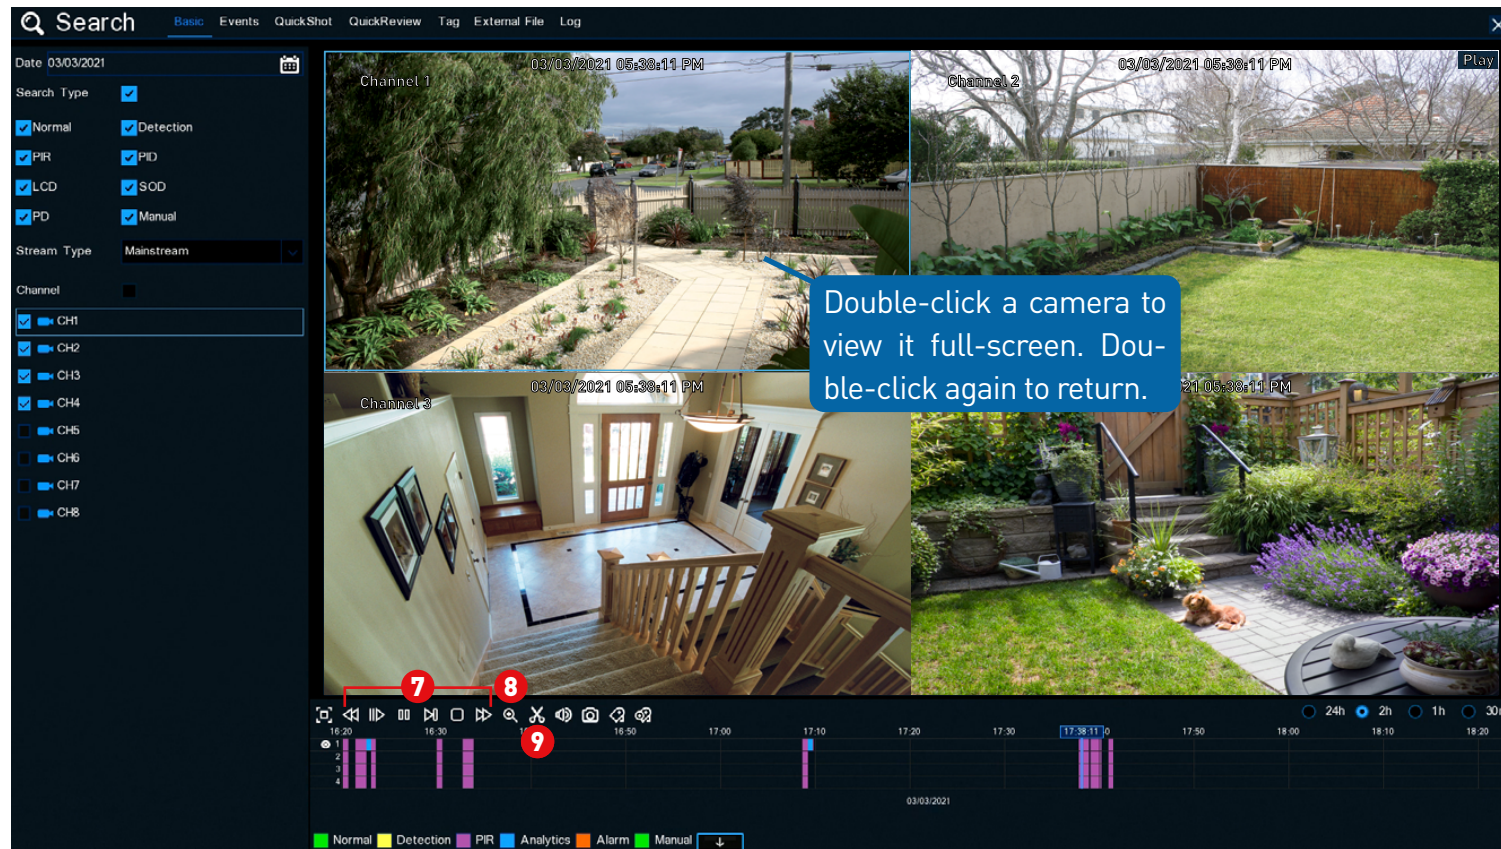 Search Basic Events QuickShot QuickReview Tag External File Log
Date 03/03/2021
Search Type
Normal Detection
PIR PID
LCD SOD
PD Manual
Stream Type Mainstream
Channel
CH1
CH2
CH3
CH4
CH5
CH6
CH7
CH8
03/03/2021 05:38:11 PM
Channel 1
03/03/2021 05:38:11 PM
Play
Channel 2
Double-click a camera to
view it full-screen. Dou-
ble-click again to return.
03/03/2021 05:38:11 PM
Channel 3
21 05:38:11 PM
7 8
9
24h 2h 1h 30m
16:20 16:30 16:50 17:00 17:10 17:20 17:30 17:38:11 17:50 18:00 18:10 18:20
1
2
3
4
03/03/2021
Normal Detection PIR Analytics Alarm Manual